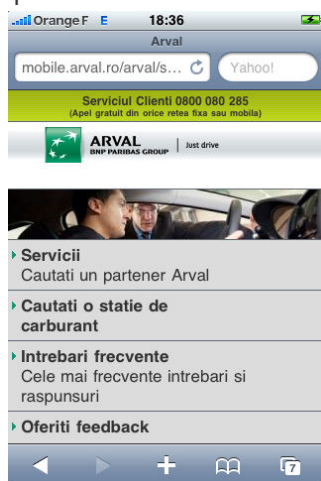 Orange F E 18:36
Arval
mobile.arval.ro/arval/s... Yahoo!
Serviciul Clienti 0800 080 285
(Apel gratuit din orice retea fixa sau mobila)
ARVAL
BNP PARIBAS GROUP Just drive
Servicii
Cautati un partener Arval
Cautati o statie de
carburant
Intrebari frecvente
Cele mai frecvente intrebari si
raspunsuri
Oferiti feedback
7